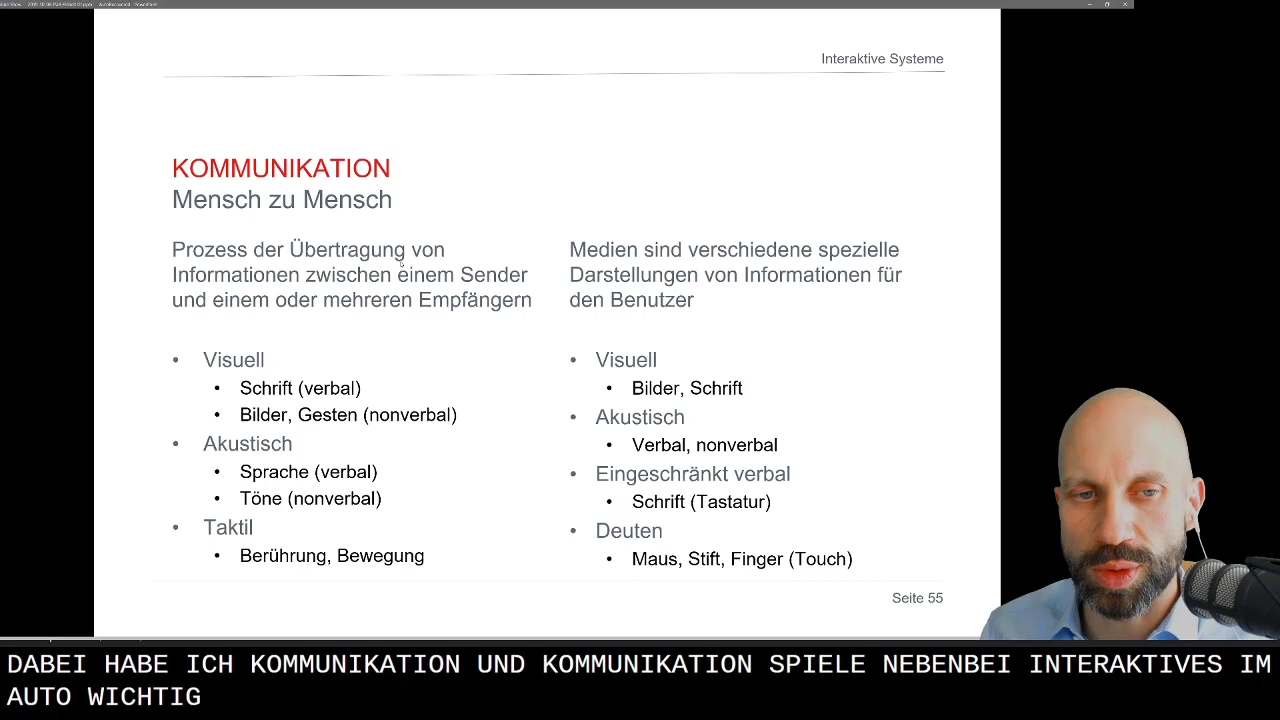 Interaktive Systeme
KOMMUNIKATION
Mensch zu Mensch
Prozess der Übertragung von
Informationen zwischen einem Sender
und einem oder mehreren Empfängern
• Visuell
• Schrift (verbal)
• Bilder, Gesten (nonverbal)
• Akustisch
• Sprache (verbal)
• Töne (nonverbal)
• Taktil
• Berührung, Bewegung
Medien sind verschiedene spezielle
Darstellungen von Informationen für
den Benutzer
• Visuell
• Bilder, Schrift
• Akustisch
• Verbal, nonverbal
• Eingeschränkt verbal
• Schrift (Tastatur)
• Deuten
• Maus, Stift, Finger (Touch)
Seite 55
DABEI HABE ICH KOMMUNIKATION UND KOMMUNIKATION SPIELE NEBENBEI INTERAKTIVES IM
AUTO WICHTIG